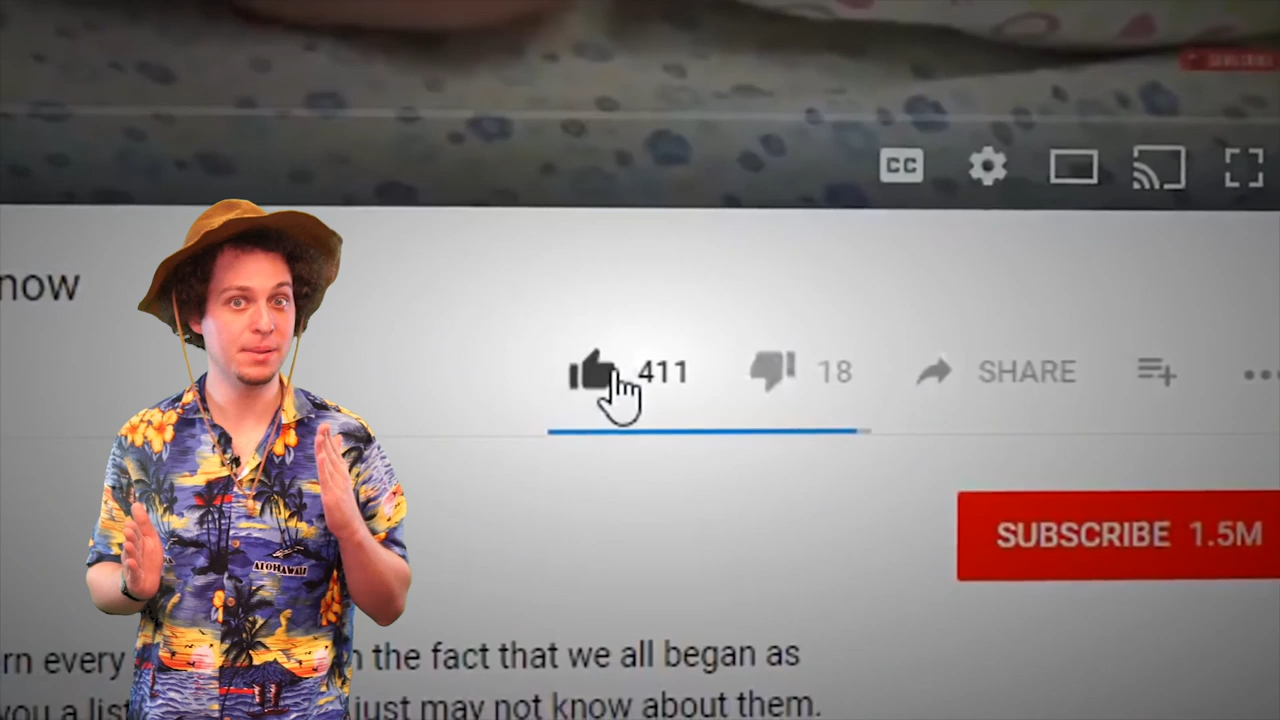 CC
now
411 18 SHARE
SUBSCRIBE 1.5M
ALOHAWAII
rn every n the fact that we all began as
you a list just may not know about them.